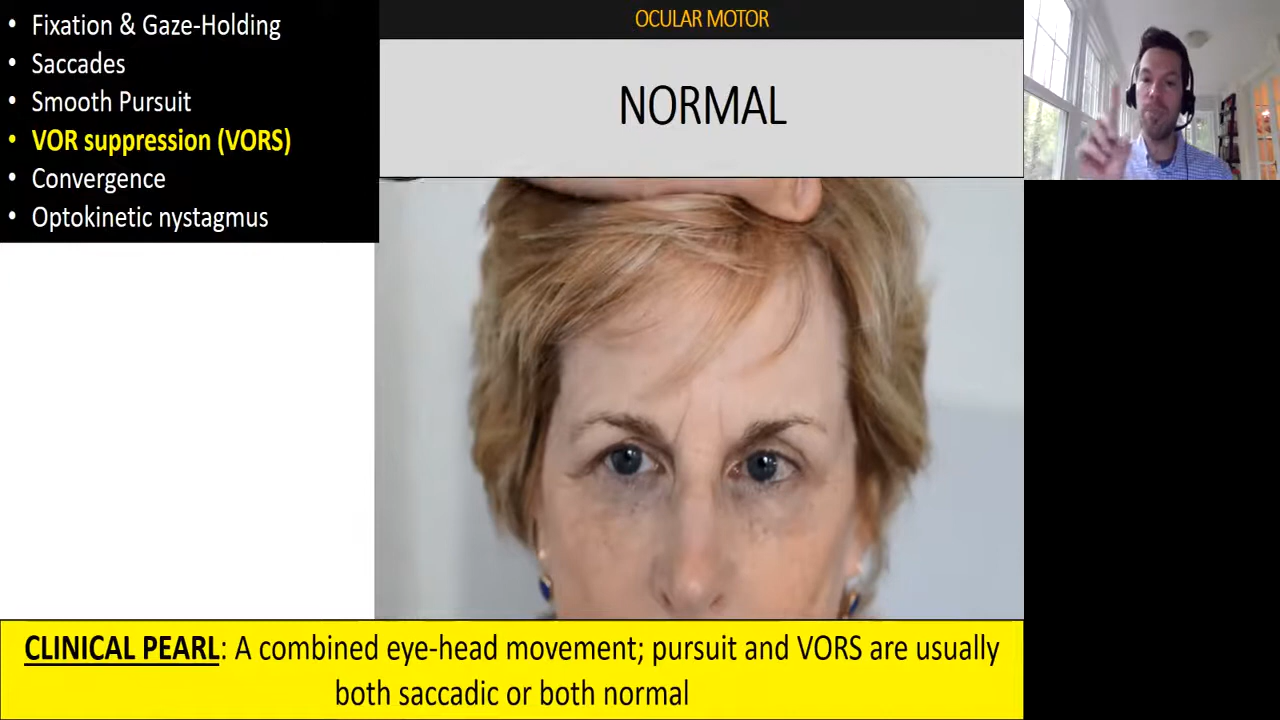 • Fixation & Gaze-Holding
• Saccades
• Smooth Pursuit
• VOR suppression (VORS)
• Convergence
• Optokinetic nystagmus
OCULAR MOTOR
NORMAL
CLINICAL PEARL: A combined eye-head movement; pursuit and VORS are usually
both saccadic or both normal